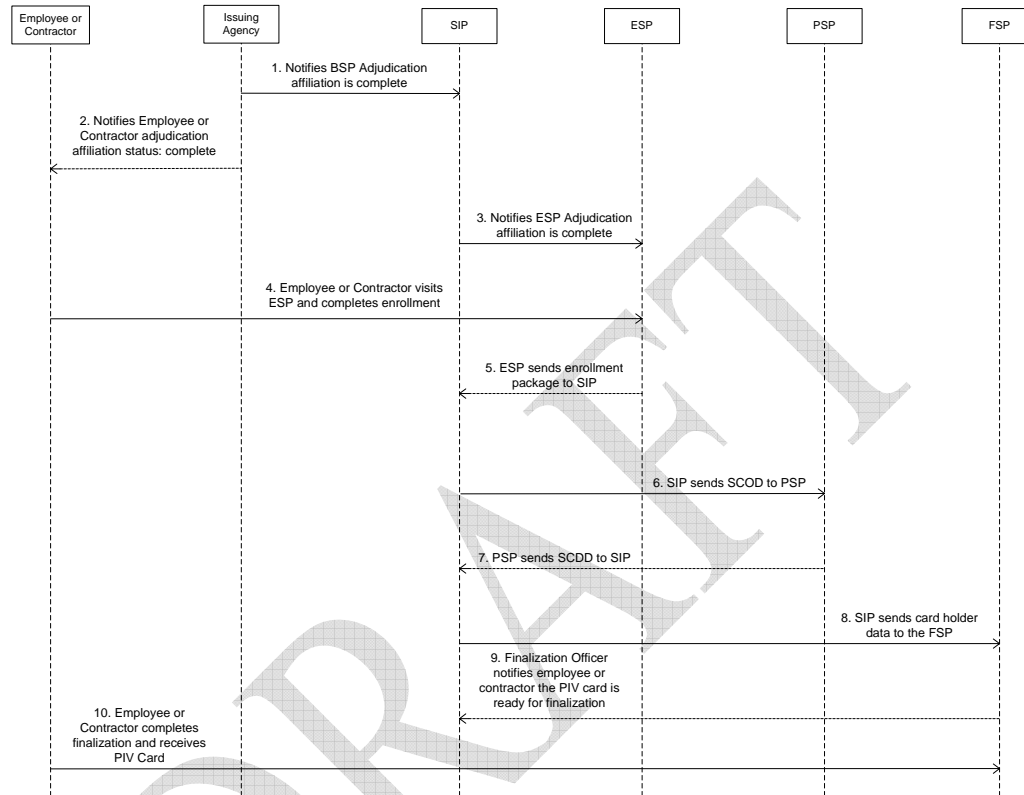 Employee or
Contractor
Issuing
Agency
SIP
ESP
PSP
FSP
1. Notifies BSP Adjudication
affiliation is complete
2. Notifies Employee or
Contractor adjudication
affiliation status: complete
3. Notifies ESP Adjudication
affiliation is complete
4. Employee or Contractor visits
ESP and completes enrollment
5. ESP sends enrollment
package to SIP
6. SIP sends SCOD to PSP
7. PSP sends SCDD to SIP
8. SIP sends card holder
data to the FSP
9. Finalization Officer
notifies employee or
contractor the PIV card is
ready for finalization
10. Employee or
Contractor completes
finalization and receives
PIV Card
DRAFT